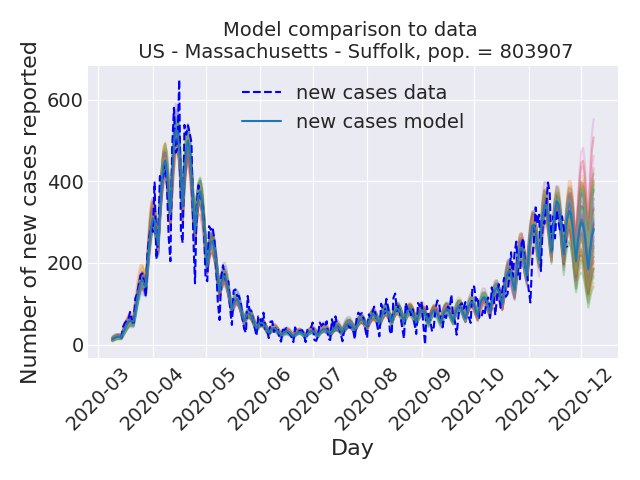 Model comparison to data
US - Massachusetts - Suffolk, pop. = 803907
new cases data
new cases model
Number of new cases reported
600
400
200
0
2020-03
2020-04
2020-05
2020-06
2020-07
2020-08
2020-09
2020-10
2020-11
2020-12
Day